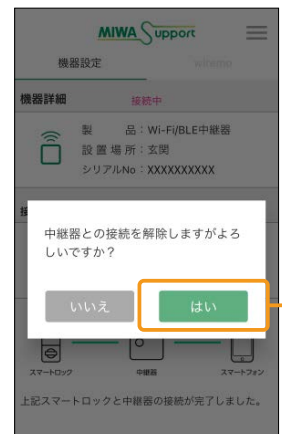 MIWA Support
機器設定 wiremo
機器詳細 接続中
製 品：Wi-Fi/BLE中継器
設置場所：玄関
シリアルNo：XXXXXXXXXX
接
中継器との接続を解除しますがよろ
しいですか？
いいえ はい
スマートロック 中継器 スマートフォン
上記スマートロックと中継器の接続が完了しました。